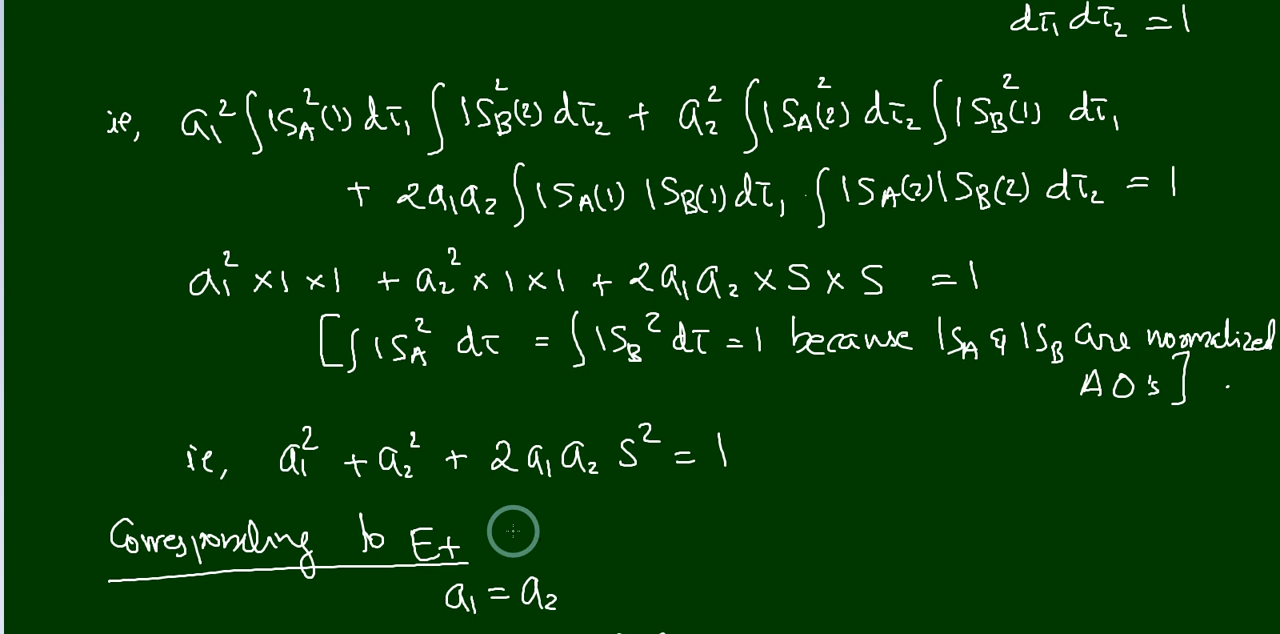 dτ₁ dτ₂ = 1
ie, a₁² ∫ 1S_A²(1) dτ₁ ∫ 1S_B²(2) dτ₂ + a₂² ∫ 1S_A²(2) dτ₂ ∫ 1S_B²(1) dτ₁
+ 2a₁a₂ ∫ 1S_A(1) 1S_B(1) dτ₁ . ∫ 1S_A(2) 1S_B(2) dτ₂ = 1
a₁² × 1 × 1 + a₂² × 1 × 1 + 2a₁a₂ × S × S = 1
[∫ 1S_A² dτ = ∫ 1S_B² dτ = 1 because 1S_A & 1S_B are normalized
AO's] .
ie, a₁² + a₂² + 2a₁a₂ S² = 1
Corresponding to E+
a₁ = a₂